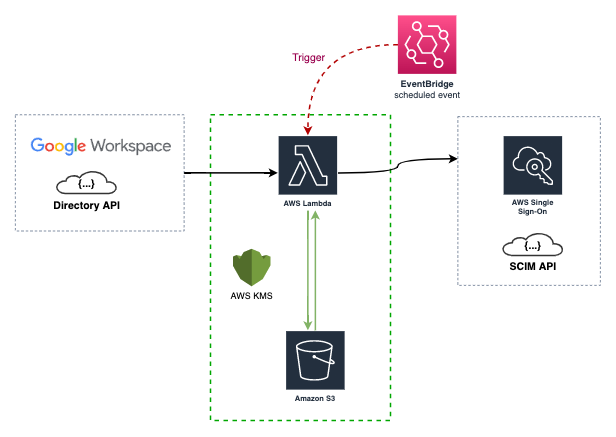 Trigger
EventBridge
scheduled event
Google Workspace
{...}
Directory API
AWS Lambda
AWS Single
Sign-On
{...}
SCIM API
AWS KMS
Amazon S3